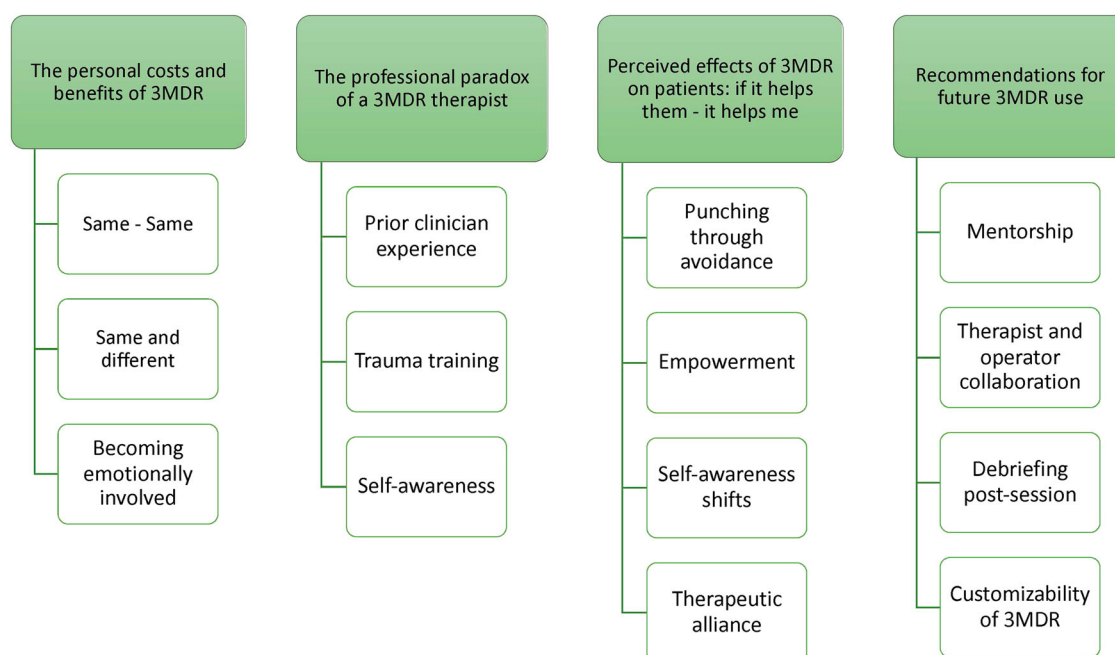 The personal costs and
benefits of 3MDR
Same - Same
Same and
different
Becoming
emotionally
involved
The professional paradox
of a 3MDR therapist
Prior clinician
experience
Trauma training
Self-awareness
Perceived effects of 3MDR
on patients: if it helps
them - it helps me
Punching
through
avoidance
Empowerment
Self-awareness
shifts
Therapeutic
alliance
Recommendations for
future 3MDR use
Mentorship
Therapist and
operator
collaboration
Debriefing
post-session
Customizability
of 3MDR